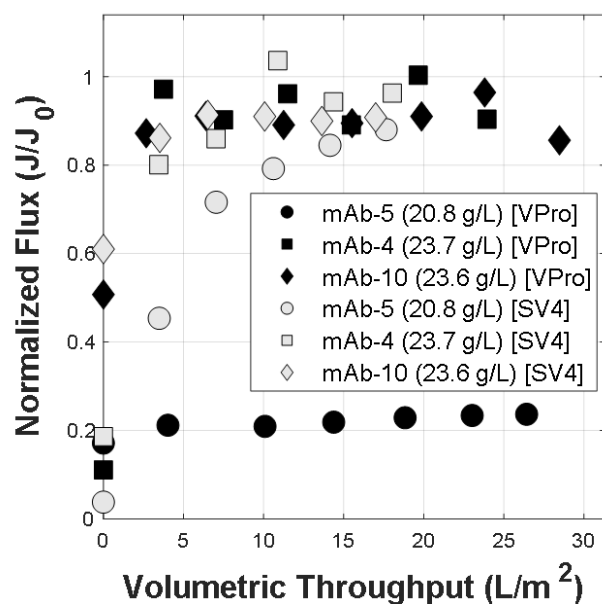 Normalized Flux (J/J₀)
1
0.8
0.6
0.4
0.2
0
mAb-5 (20.8 g/L) [VPro]
mAb-4 (23.7 g/L) [VPro]
mAb-10 (23.6 g/L) [VPro]
mAb-5 (20.8 g/L) [SV4]
mAb-4 (23.7 g/L) [SV4]
mAb-10 (23.6 g/L) [SV4]
0 5 10 15 20 25 30
Volumetric Throughput (L/m²)